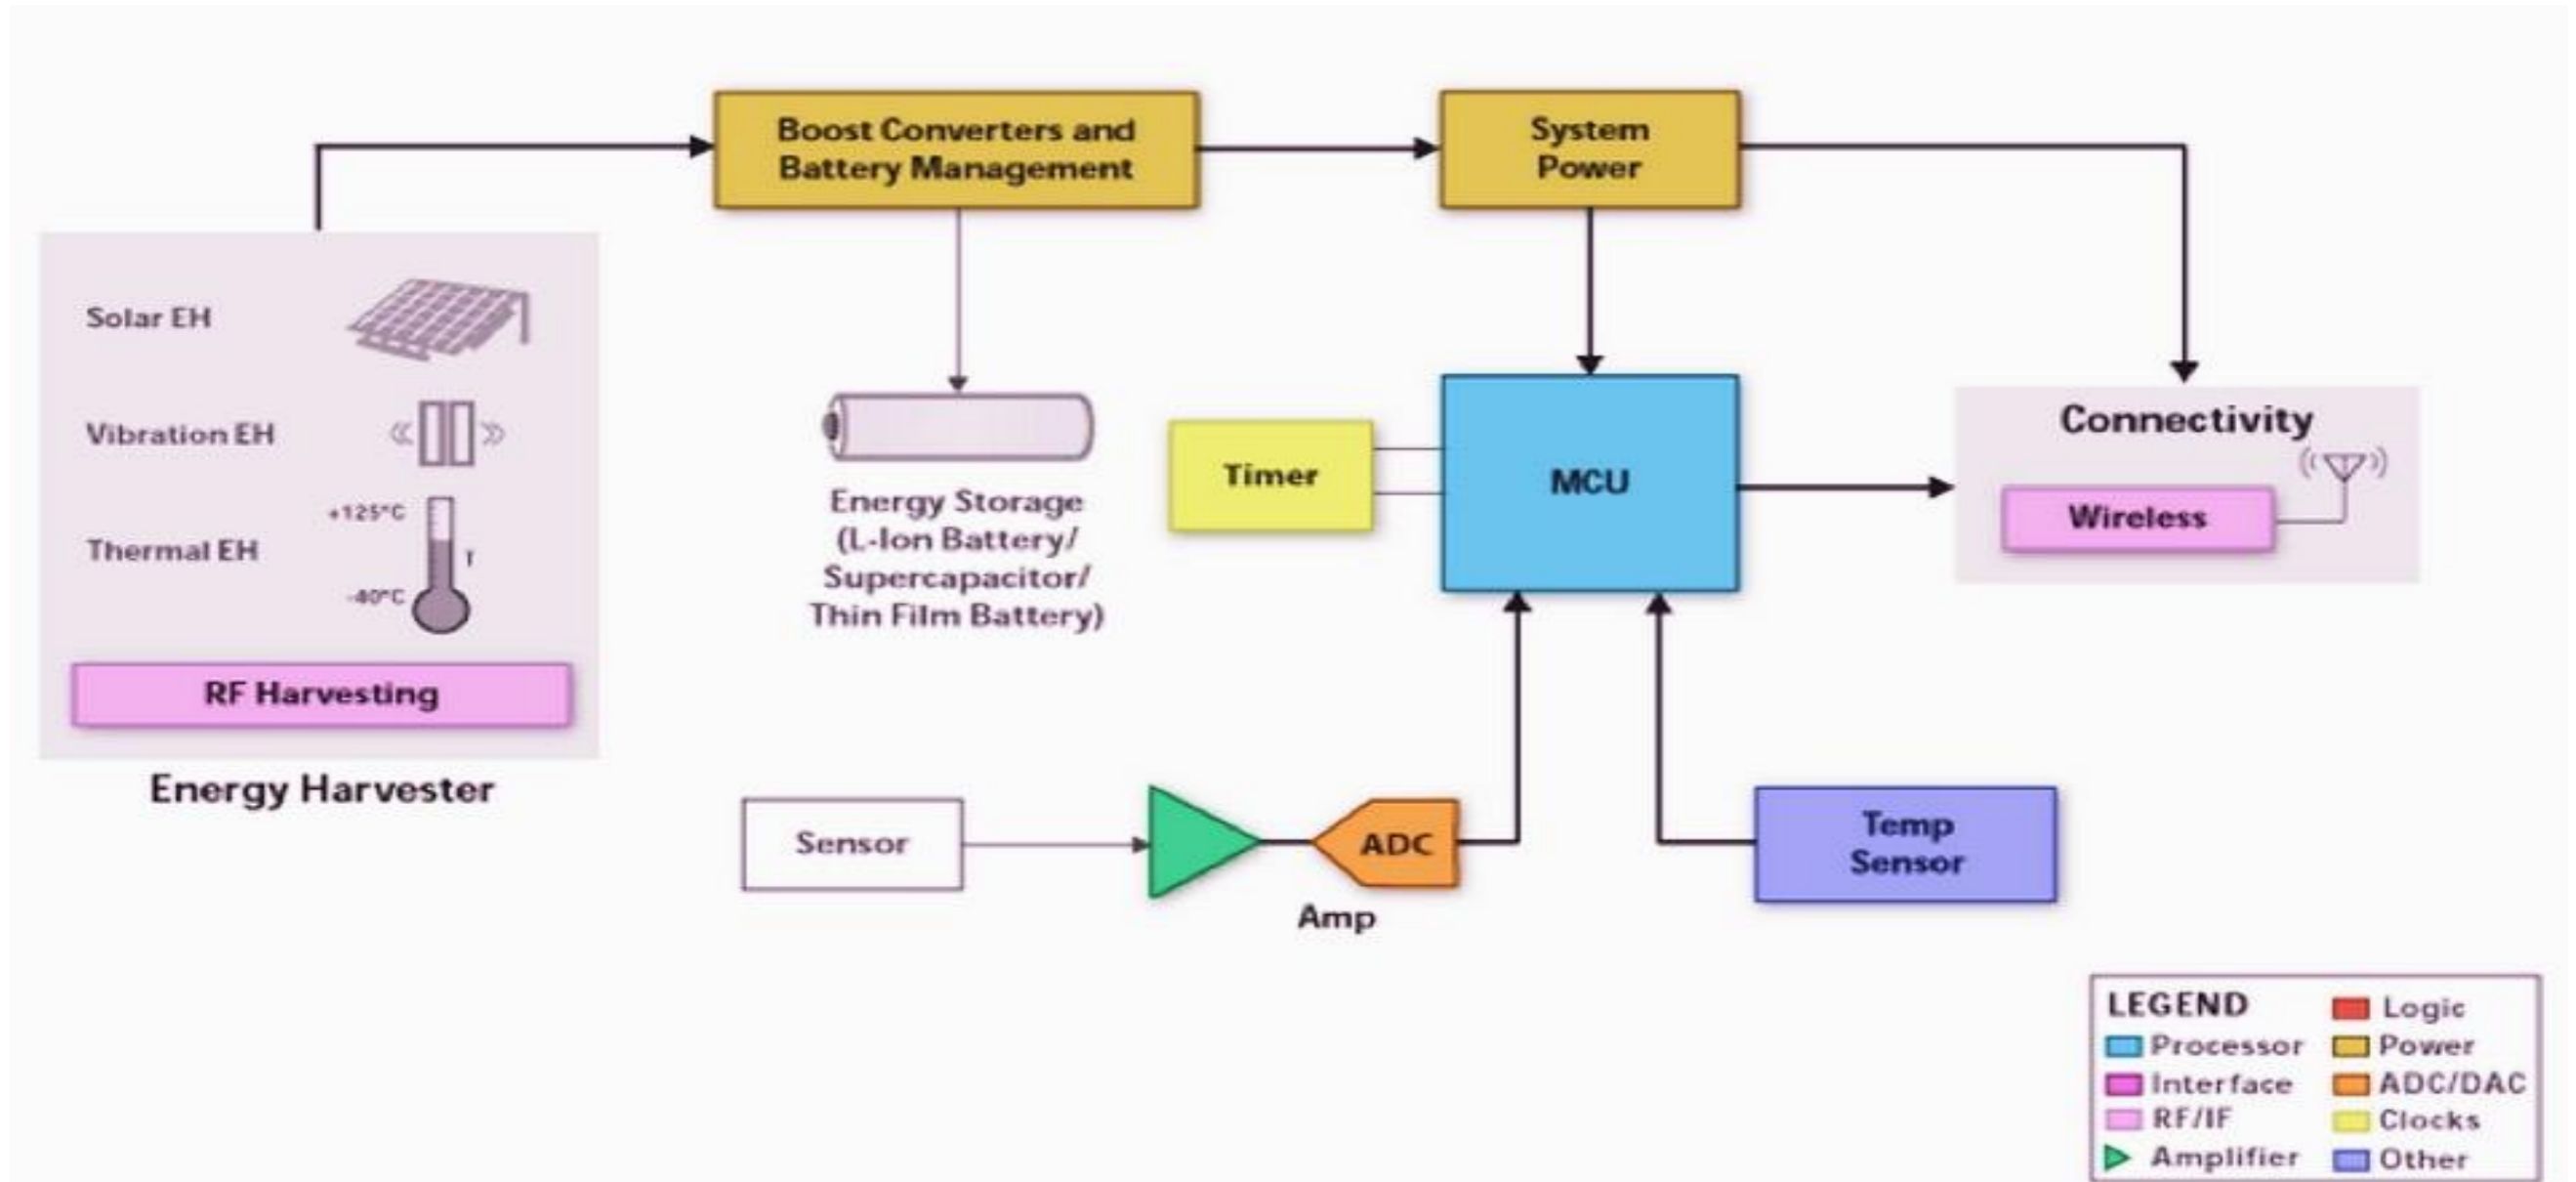 Boost Converters and
Battery Management
System
Power
Solar EH
Vibration EH
+125°C
Thermal EH
T
-40°C
RF Harvesting
Energy Harvester
Energy Storage
(L-Ion Battery/
Supercapacitor/
Thin Film Battery)
Timer
MCU
Connectivity
Wireless
Sensor
ADC
Amp
Temp
Sensor
LEGEND
Processor
Interface
RF/IF
Amplifier
Logic
Power
ADC/DAC
Clocks
Other